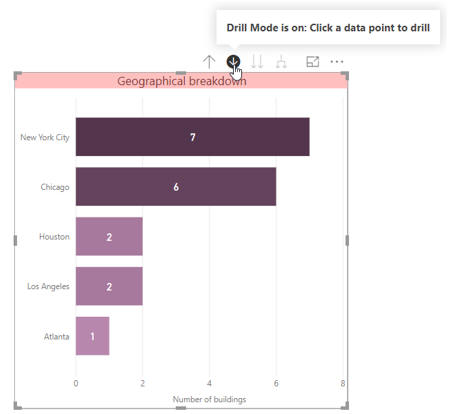 Drill Mode is on: Click a data point to drill
Geographical breakdown
New York City 7
Chicago 6
Houston 2
Los Angeles 2
Atlanta 1
0 2 4 6 8
Number of buildings